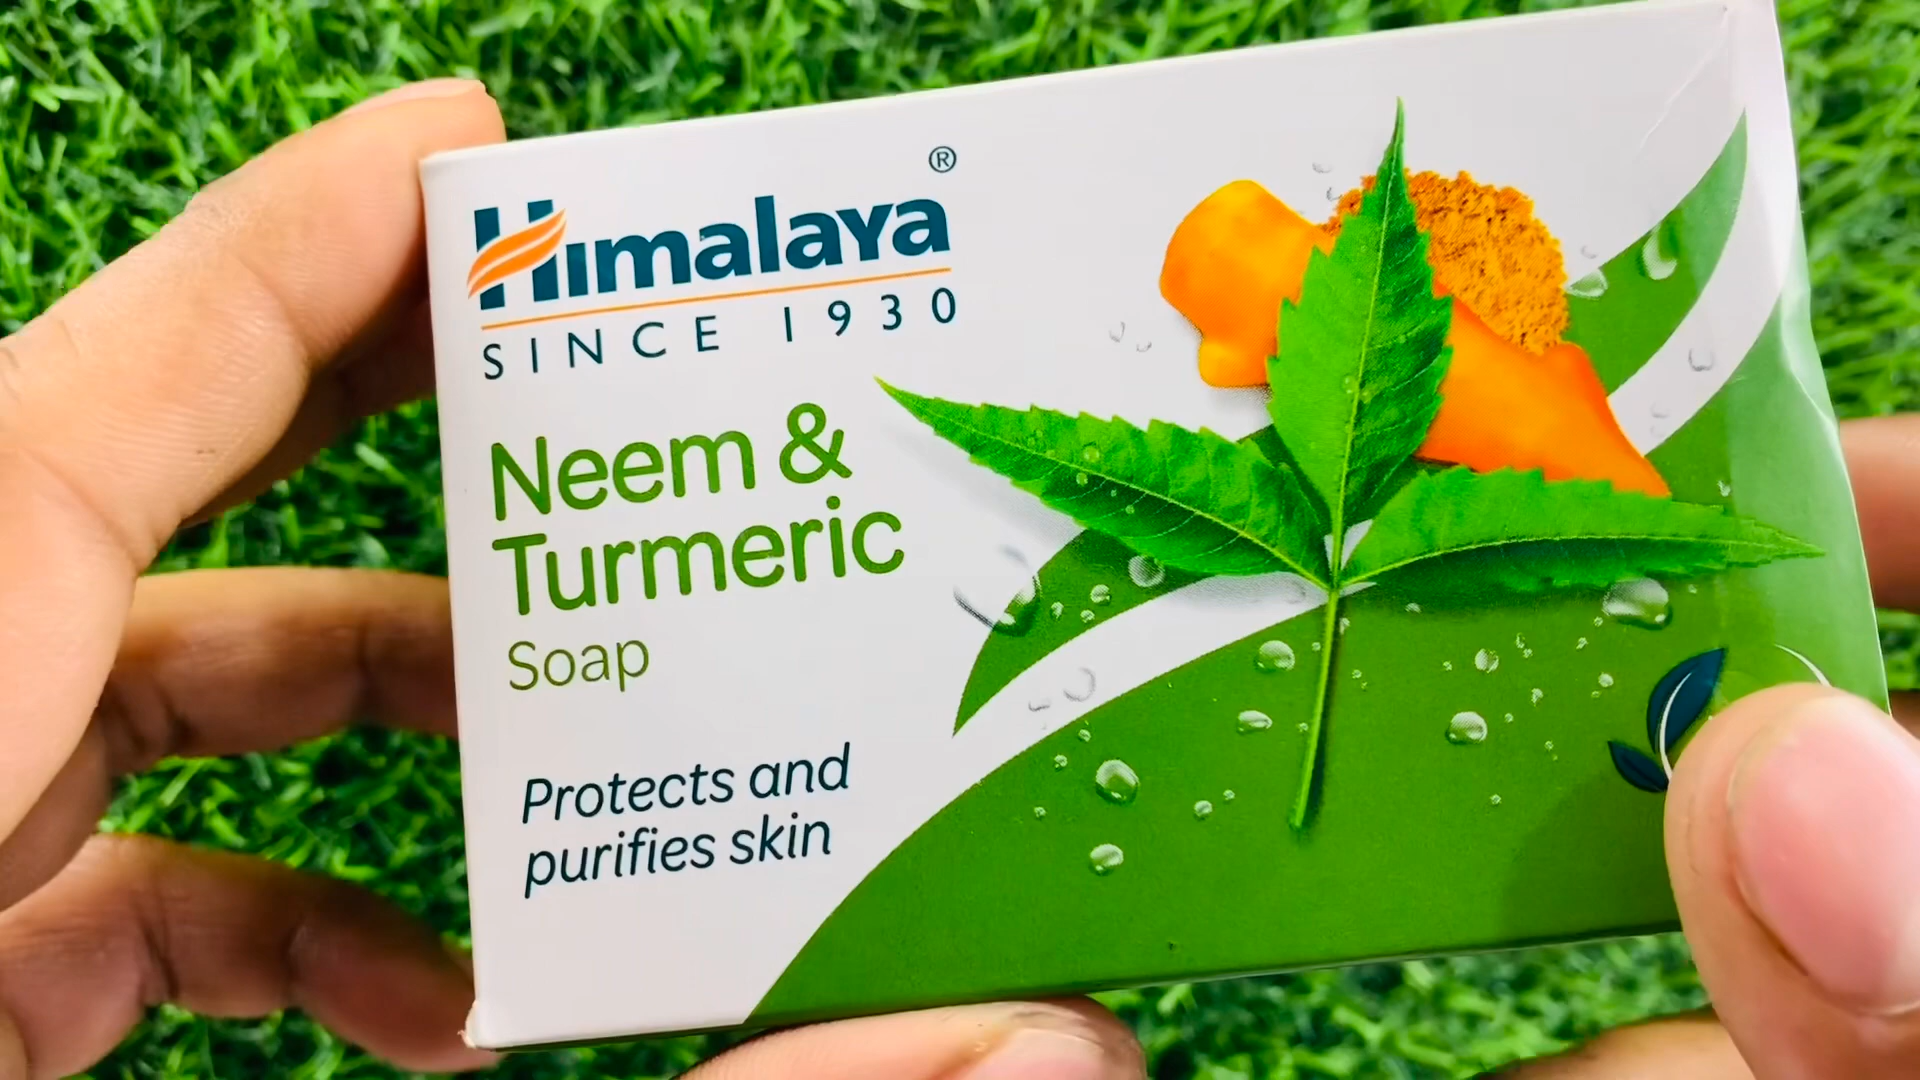 Himalaya®
SINCE 1930
Neem &
Turmeric
Soap
Protects and
purifies skin